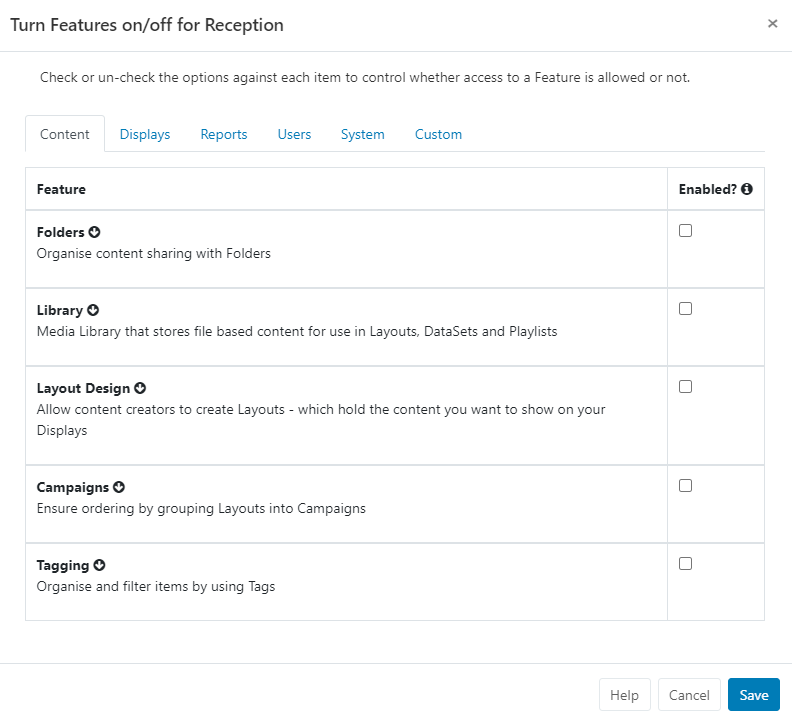 Turn Features on/off for Reception ×
Check or un-check the options against each item to control whether access to a Feature is allowed or not.
Content Displays Reports Users System Custom
Feature Enabled?
Folders
Organise content sharing with Folders
Library
Media Library that stores file based content for use in Layouts, DataSets and Playlists
Layout Design
Allow content creators to create Layouts - which hold the content you want to show on your
Displays
Campaigns
Ensure ordering by grouping Layouts into Campaigns
Tagging
Organise and filter items by using Tags
Help Cancel Save